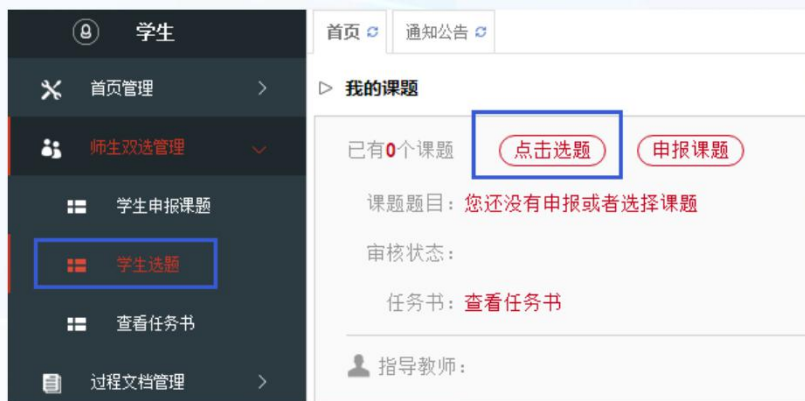 学生
首页管理
师生双选管理
学生申报课题
学生选题
查看任务书
过程文档管理
首页 通知公告
我的课题
已有0个课题 点击选题 申报课题
课题题目：您还没有申报或者选择课题
审核状态：
任务书：查看任务书
指导教师：